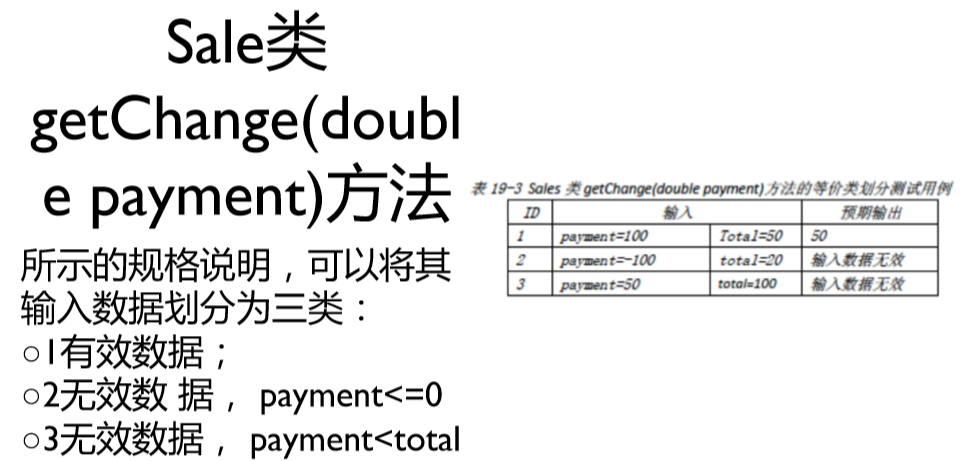 Sale类
getChange(doubl
e payment)方法
所示的规格说明，可以将其
输入数据划分为三类：
○1有效数据；
○2无效数 据， payment<=0
○3无效数据， payment<total
表 19-3 Sales 类 getChange(double payment)方法的等价类划分测试用例
ID 输入 预期输出
1 payment=100 Total=50 50
2 payment=-100 total=20 输入数据无效
3 payment=50 total=100 输入数据无效